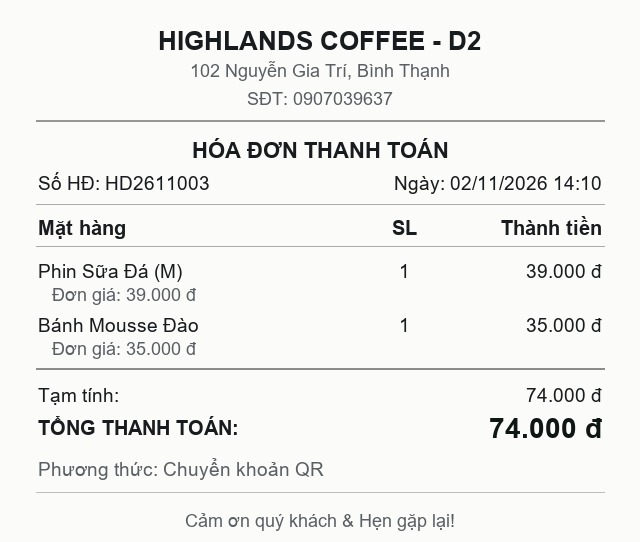 HIGHLANDS COFFEE - D2
102 Nguyễn Gia Trí, Bình Thạnh
SĐT: 0907039637
HÓA ĐƠN THANH TOÁN
Số HĐ: HD2611003 Ngày: 02/11/2026 14:10
Mặt hàng SL Thành tiền
Phin Sữa Đá (M) 1 39.000 đ
Đơn giá: 39.000 đ
Bánh Mousse Đào 1 35.000 đ
Đơn giá: 35.000 đ
Tạm tính: 74.000 đ
TỔNG THANH TOÁN: 74.000 đ
Phương thức: Chuyển khoản QR
Cảm ơn quý khách & Hẹn gặp lại!